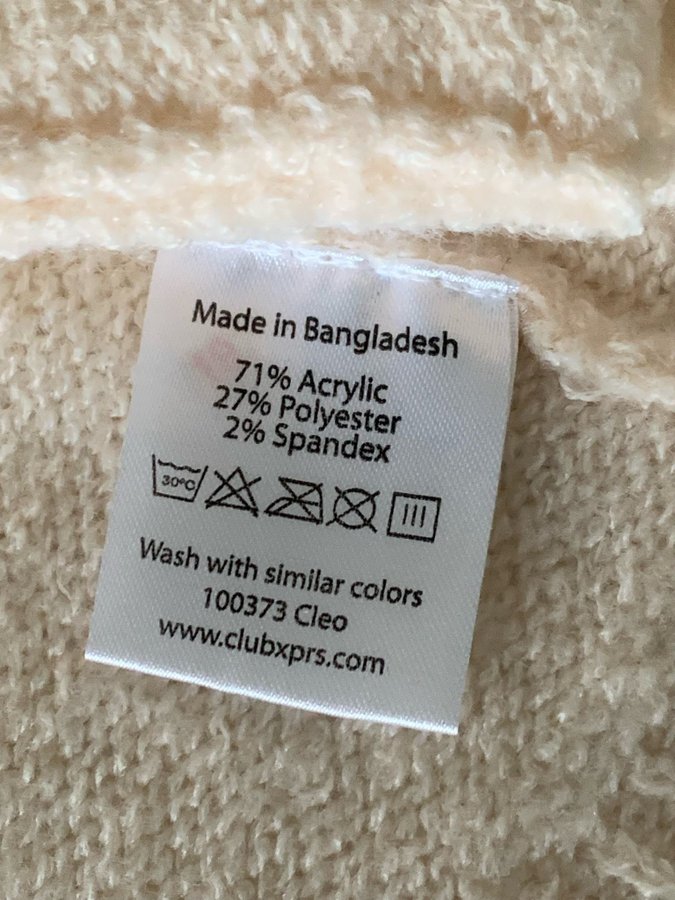 Made in Bangladesh
71% Acrylic
27% Polyester
2% Spandex
30°C
Wash with similar colors
100373 Cleo
www.clubxprs.com